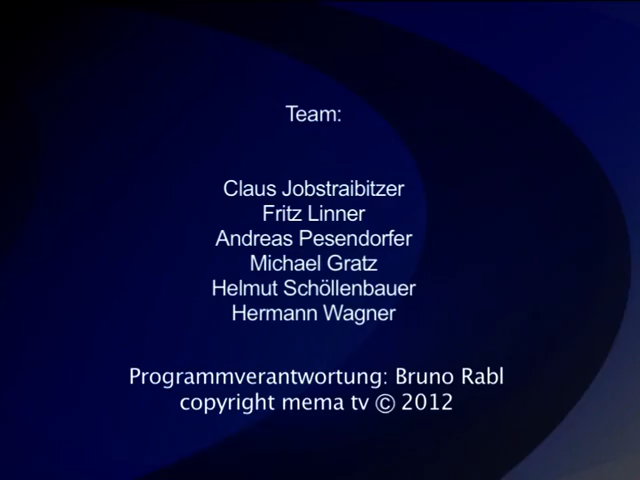 Team:
Claus Jobstraibitzer
Fritz Linner
Andreas Pesendorfer
Michael Gratz
Helmut Schöllenbauer
Hermann Wagner
Programmverantwortung: Bruno Rabl
copyright mema tv © 2012